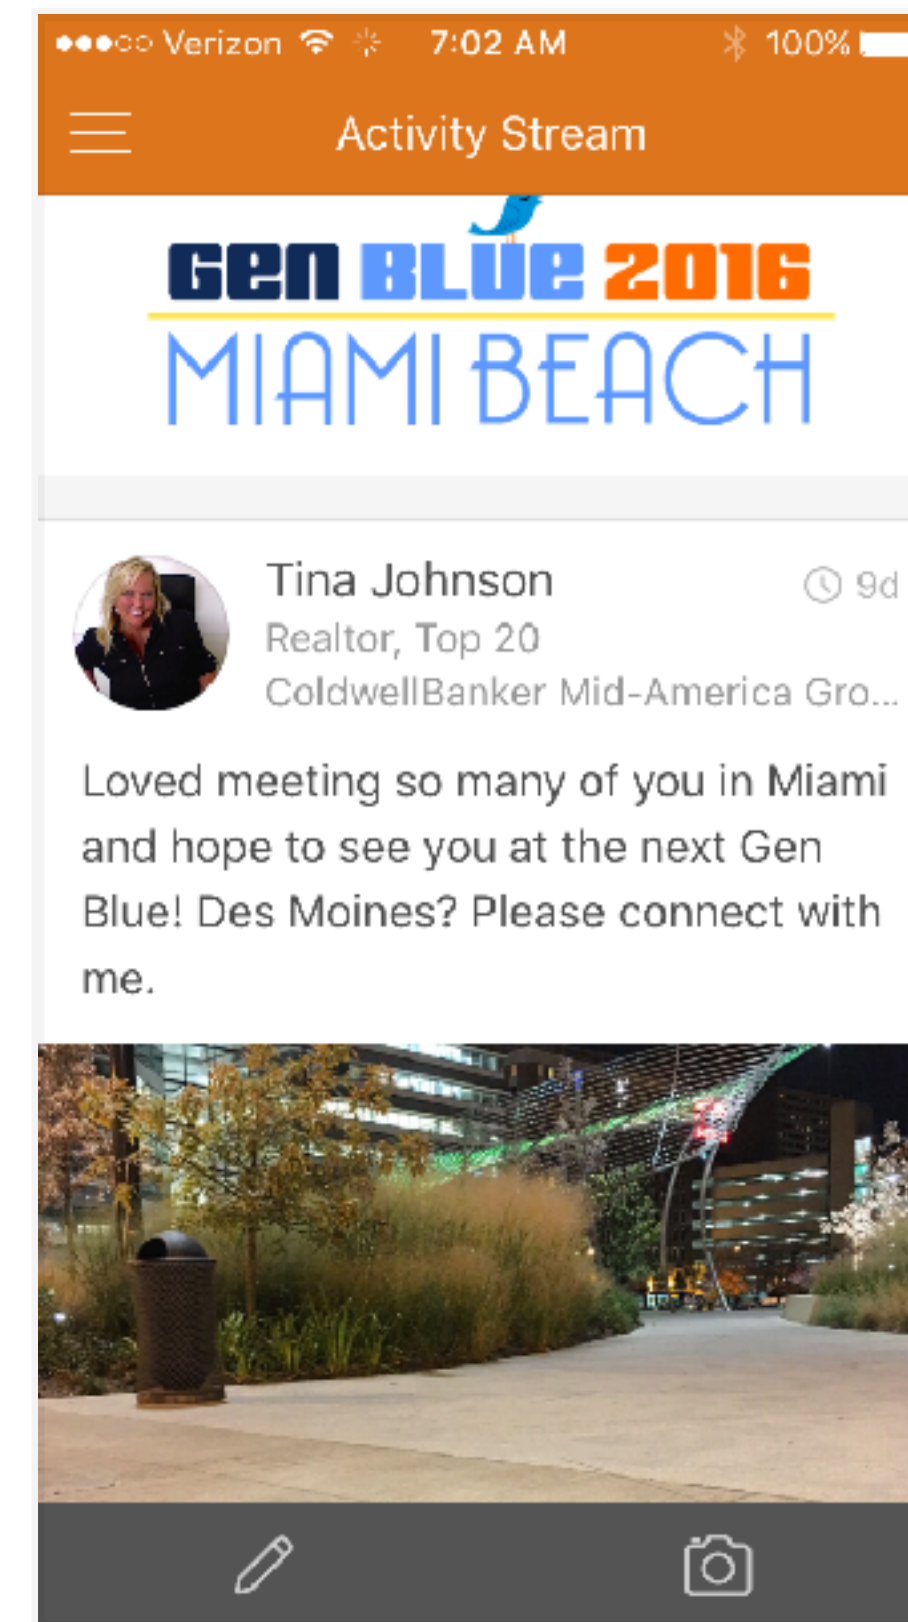 Verizon 7:02 AM 100%
Activity Stream
GEN BLUE 2016
MIAMI BEACH
Tina Johnson 9d
Realtor, Top 20
ColdwellBanker Mid-America Gro...
Loved meeting so many of you in Miami
and hope to see you at the next Gen
Blue! Des Moines? Please connect with
me.